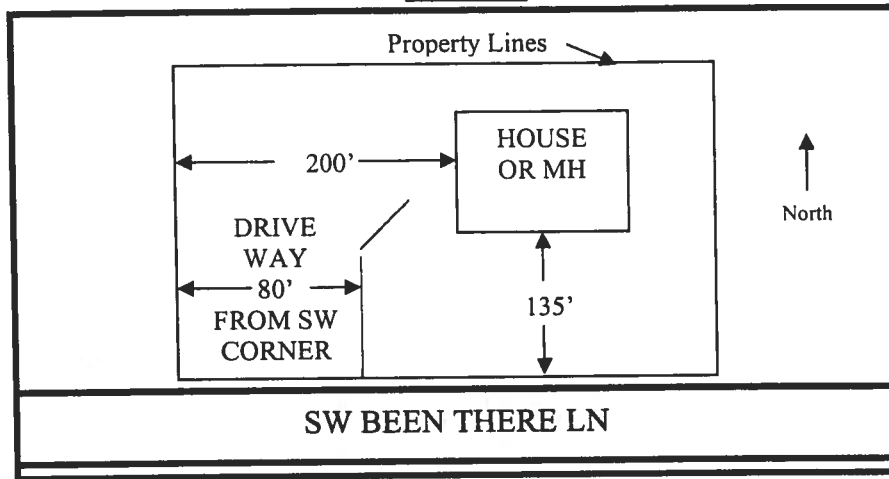 Property Lines
HOUSE
OR MH
200'
North
DRIVE
WAY
80'
FROM SW
CORNER
135'
SW BEEN THERE LN